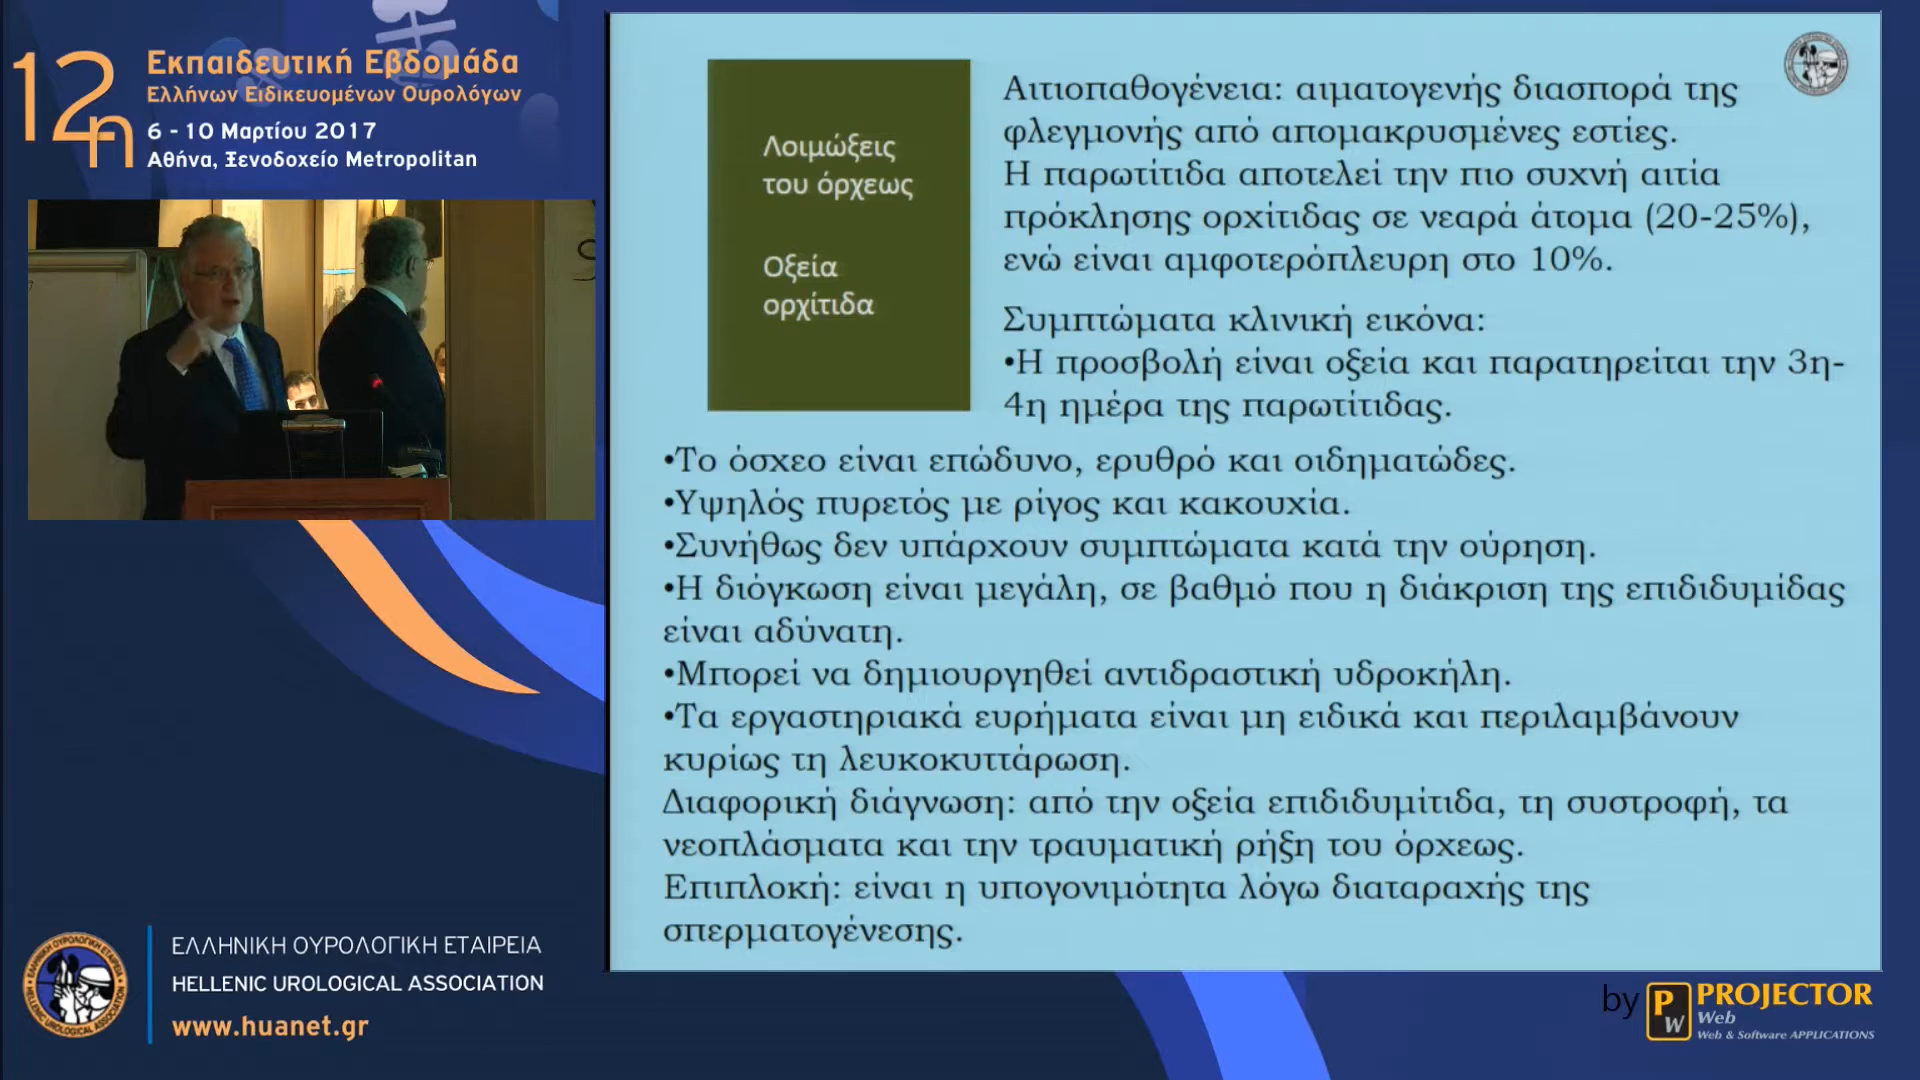 12η
Εκπαιδευτική Εβδομάδα
Ελλήνων Ειδικευομένων Ουρολόγων
6 - 10 Μαρτίου 2017
Αθήνα, Ξενοδοχείο Metropolitan
Λοιμώξεις
του όρχεως
Οξεία
ορχίτιδα
Αιτιοπαθογένεια: αιματογενής διασπορά της
φλεγμονής από απομακρυσμένες εστίες.
Η παρωτίτιδα αποτελεί την πιο συχνή αιτία
πρόκλησης ορχίτιδας σε νεαρά άτομα (20-25%),
ενώ είναι αμφοτερόπλευρη στο 10%.
Συμπτώματα κλινική εικόνα:
•Η προσβολή είναι οξεία και παρατηρείται την 3η-
4η ημέρα της παρωτίτιδας.
•Το όσχεο είναι επώδυνο, ερυθρό και οιδηματώδες.
•Υψηλός πυρετός με ρίγος και κακουχία.
•Συνήθως δεν υπάρχουν συμπτώματα κατά την ούρηση.
•Η διόγκωση είναι μεγάλη, σε βαθμό που η διάκριση της επιδιδυμίδας
είναι αδύνατη.
•Μπορεί να δημιουργηθεί αντιδραστική υδροκήλη.
•Τα εργαστηριακά ευρήματα είναι μη ειδικά και περιλαμβάνουν
κυρίως τη λευκοκυττάρωση.
Διαφορική διάγνωση: από την οξεία επιδιδυμίτιδα, τη συστροφή, τα
νεοπλάσματα και την τραυματική ρήξη του όρχεως.
Επιπλοκή: είναι η υπογονιμότητα λόγω διαταραχής της
σπερματογένεσης.
ΕΛΛΗΝΙΚΗ ΟΥΡΟΛΟΓΙΚΗ ΕΤΑΙΡΕΙΑ
HELLENIC UROLOGICAL ASSOCIATION
www.huanet.gr
by PW PROJECTOR
Web
Web & Software APPLICATIONS